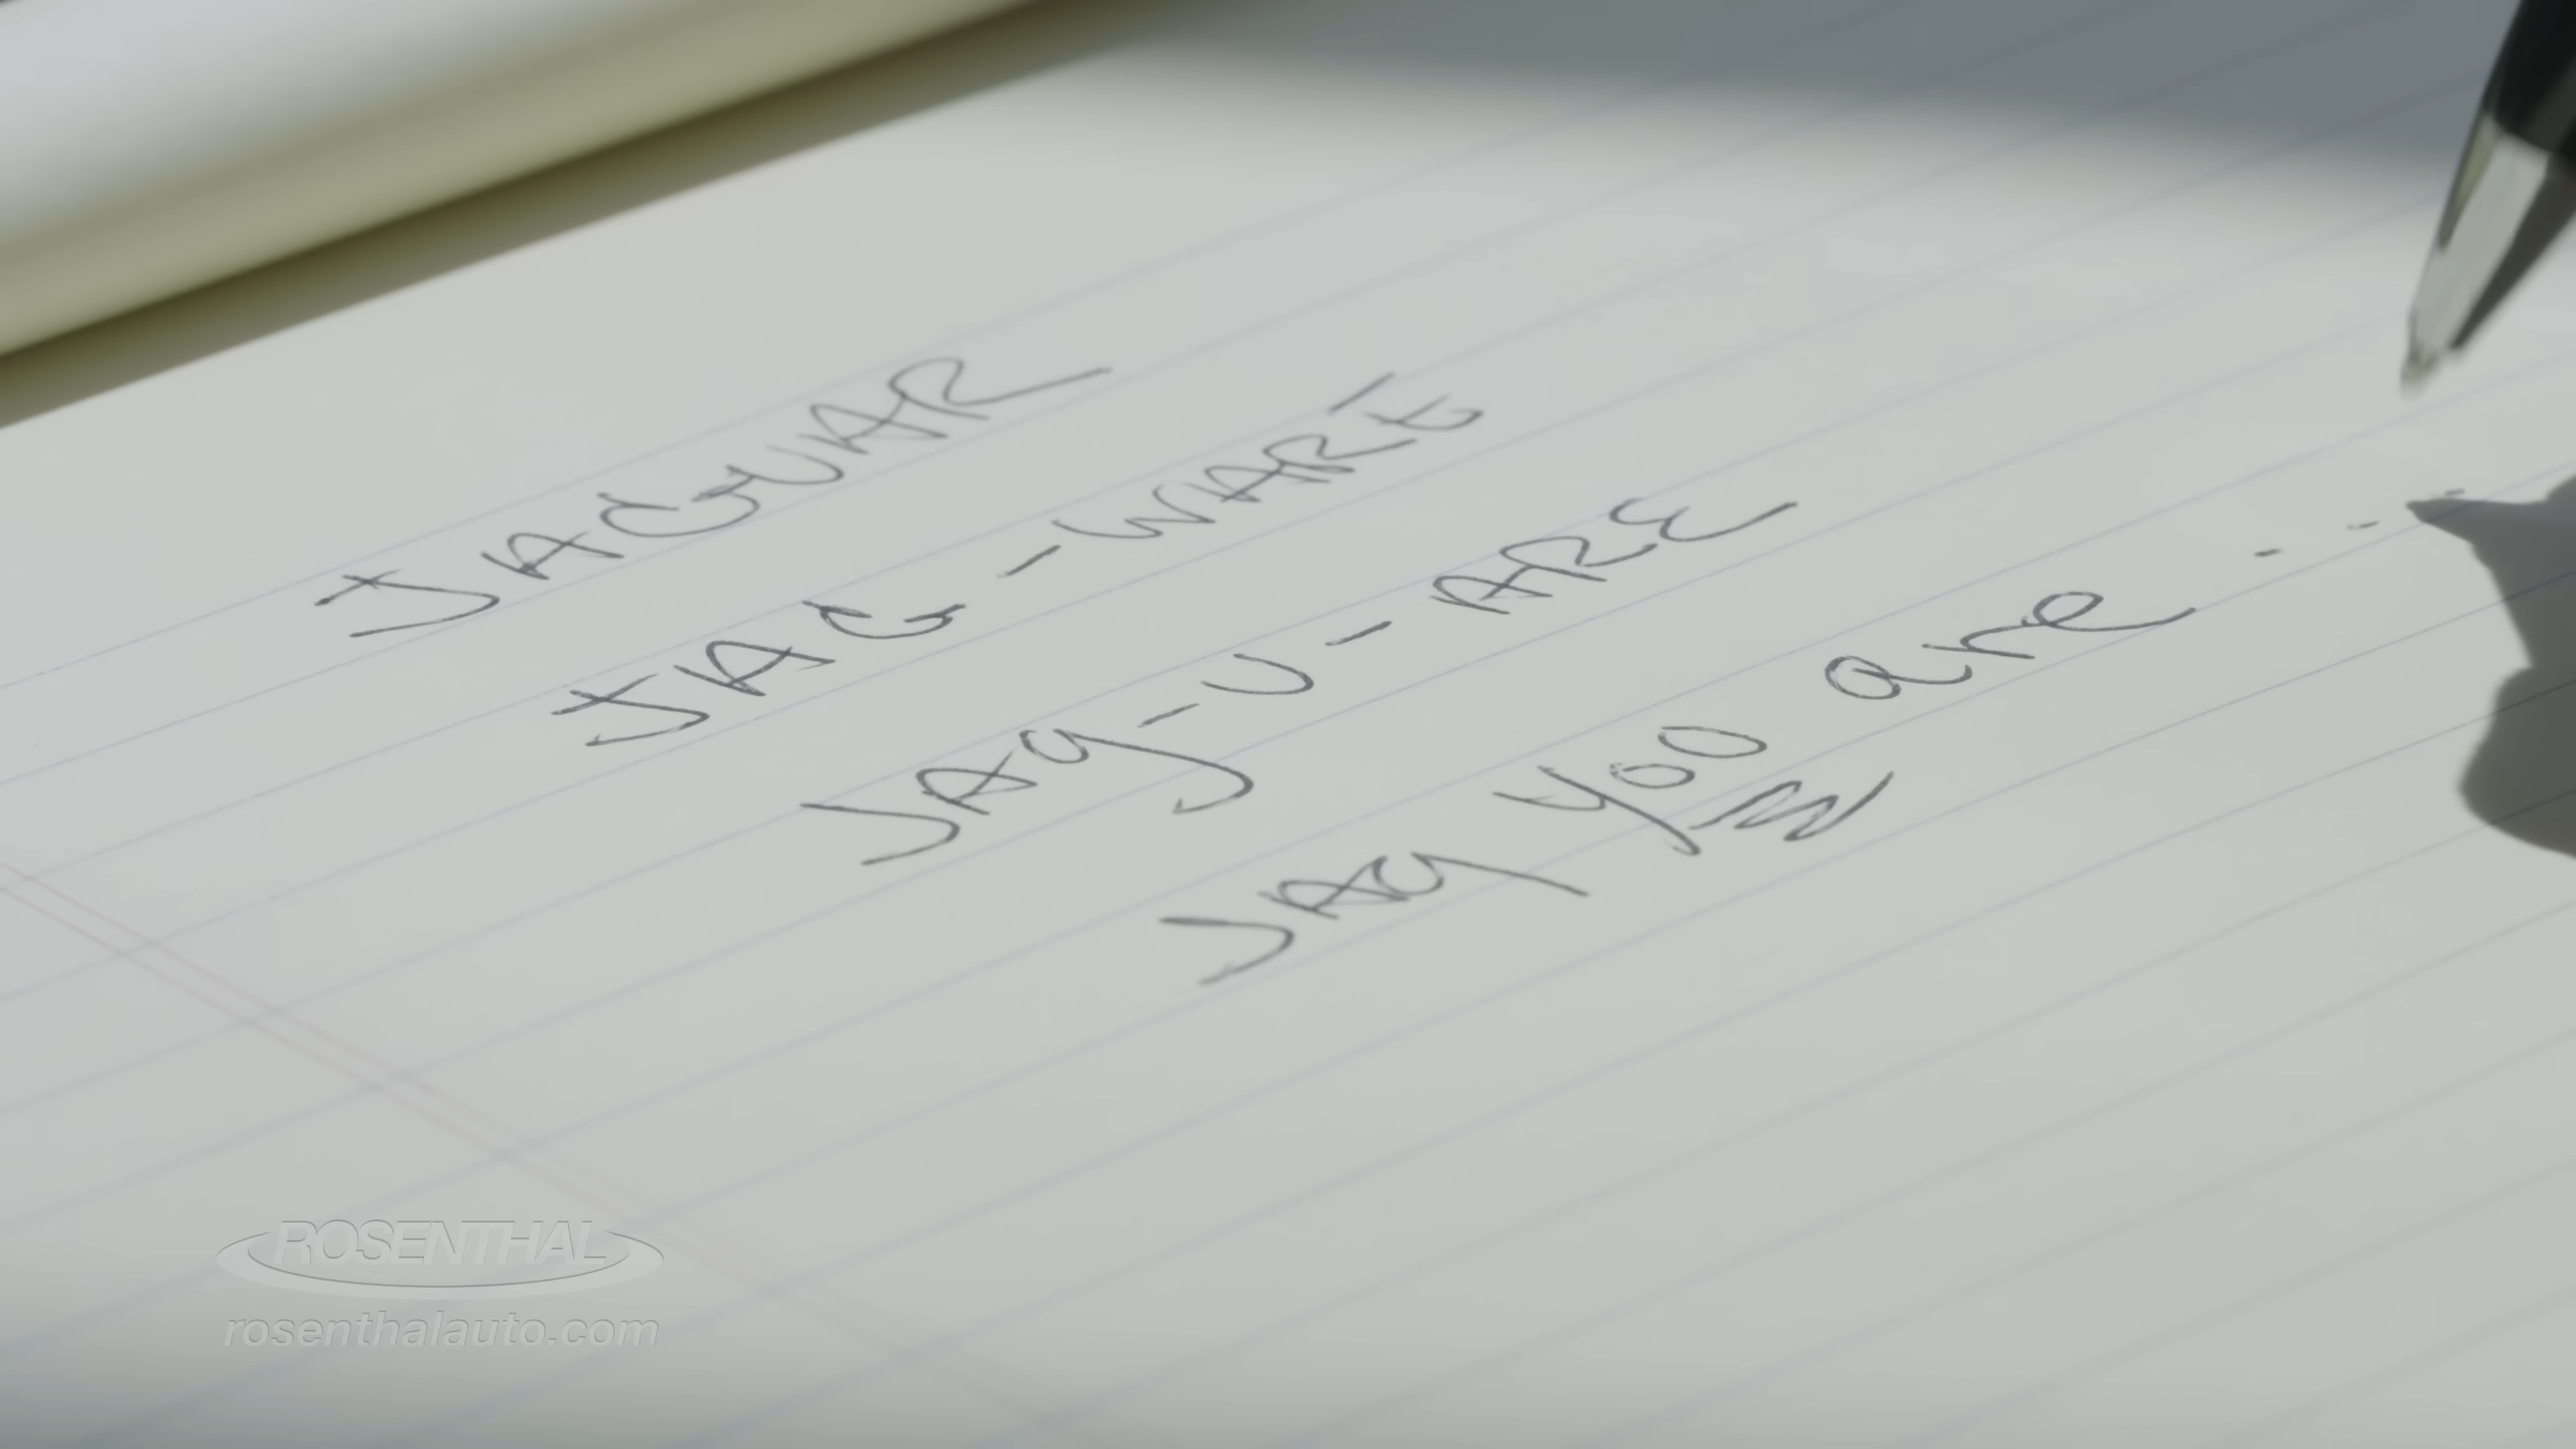 JAGUAR
JAG - WARE
JAg - U - ARE
JAg YOU are ...
ROSENTHAL
rosenthalauto.com